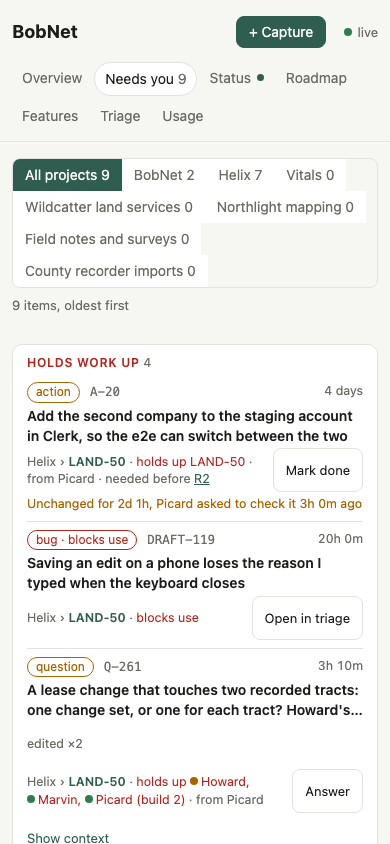 BobNet
+ Capture
live
Overview
Needs you 9
Status
Roadmap
Features
Triage
Usage
All projects 9
BobNet 2
Helix 7
Vitals 0
Wildcatter land services 0
Northlight mapping 0
Field notes and surveys 0
County recorder imports 0
9 items, oldest first
HOLDS WORK UP 4
action
A–20
4 days
Add the second company to the staging account
in Clerk, so the e2e can switch between the two
Helix › LAND-50 · holds up LAND-50 ·
from Picard · needed before R2
Mark done
Unchanged for 2d 1h, Picard asked to check it 3h 0m ago
bug · blocks use
DRAFT–119
20h 0m
Saving an edit on a phone loses the reason I
typed when the keyboard closes
Helix › LAND-50 · blocks use
Open in triage
question
Q–261
3h 10m
A lease change that touches two recorded tracts:
one change set, or one for each tract? Howard's...
edited ×2
Helix › LAND-50 · holds up Howard,
Marvin, Picard (build 2) · from Picard
Answer
Show context